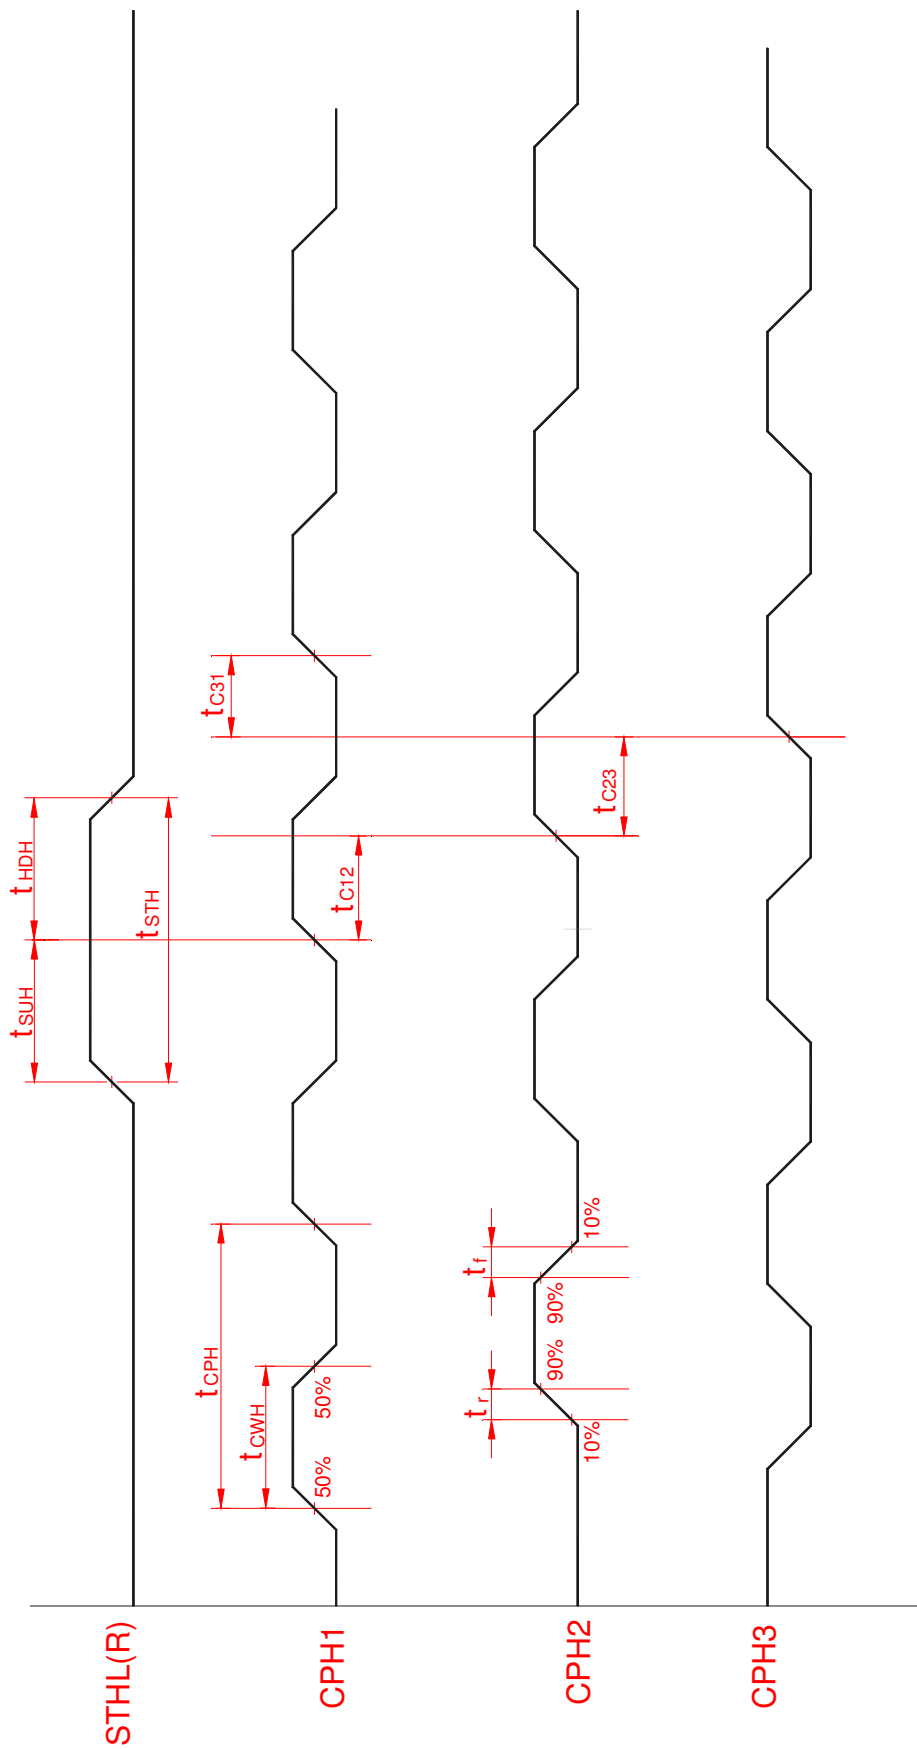 STHL(R)
tSUH
tHDH
tSTH
CPH1
tCPH
tCWH
50%
50%
tC12
tC31
CPH2
tr
tf
10%
90%
90%
10%
tC23
CPH3